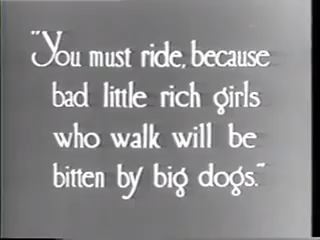 "You must ride, because
bad little rich girls
who walk will be
bitten by big dogs."